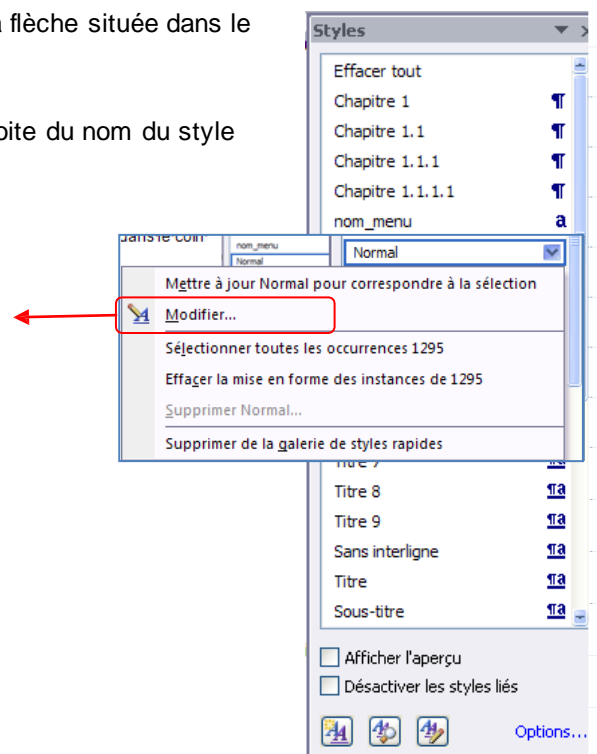 flèche située dans le
Styles
Effacer tout
Chapitre 1 ¶
Chapitre 1.1 ¶
oite du nom du style
Chapitre 1.1.1 ¶
Chapitre 1.1.1.1 ¶
nom_menu a
nom_menu
Normal
Normal
Mettre à jour Normal pour correspondre à la sélection
Modifier...
Sélectionner toutes les occurrences 1295
Effacer la mise en forme des instances de 1295
Supprimer Normal...
Supprimer de la galerie de styles rapides
Titre 8 ¶a
Titre 9 ¶a
Sans interligne ¶a
Titre ¶a
Sous-titre ¶a
Afficher l'aperçu
Désactiver les styles liés
Options...